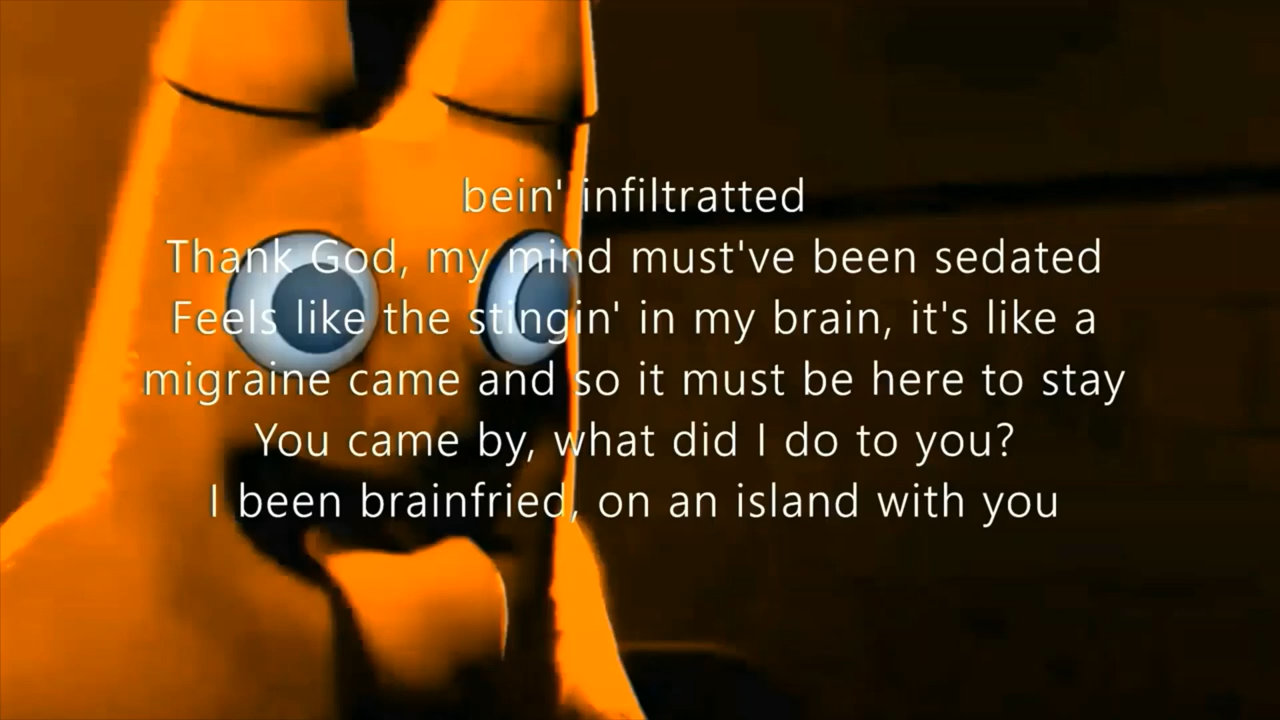 bein' infiltratted
Thank God, my mind must've been sedated
Feels like the stingin' in my brain, it's like a
migraine came and so it must be here to stay
You came by, what did I do to you?
I been brainfried, on an island with you